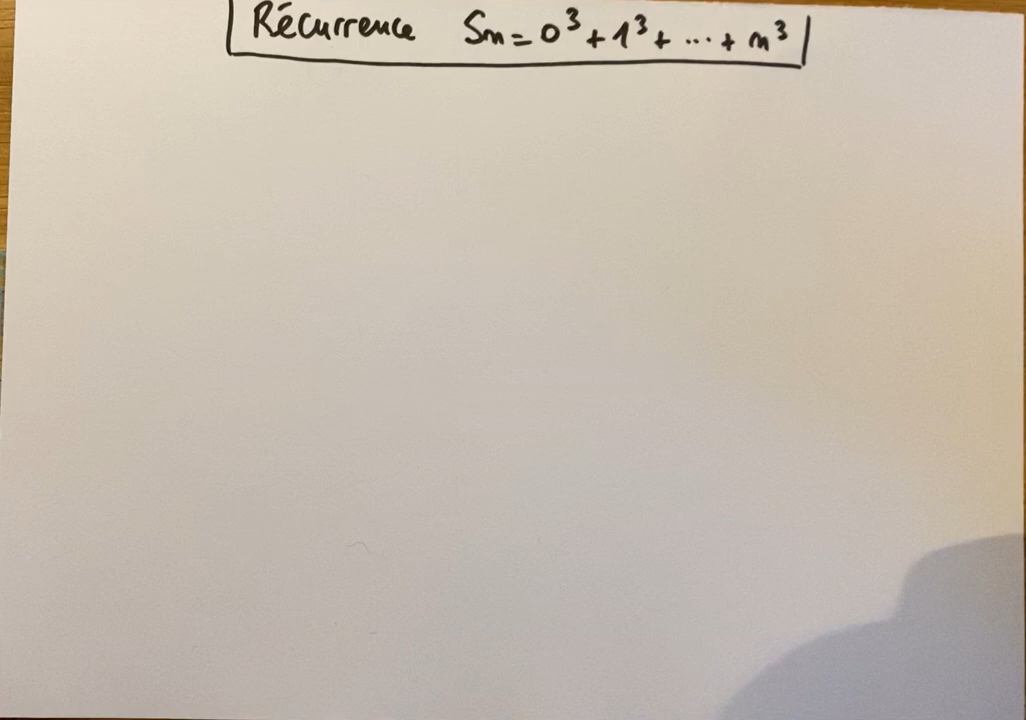 Récurrence Sn = 0³ + 1³ + ... + n³